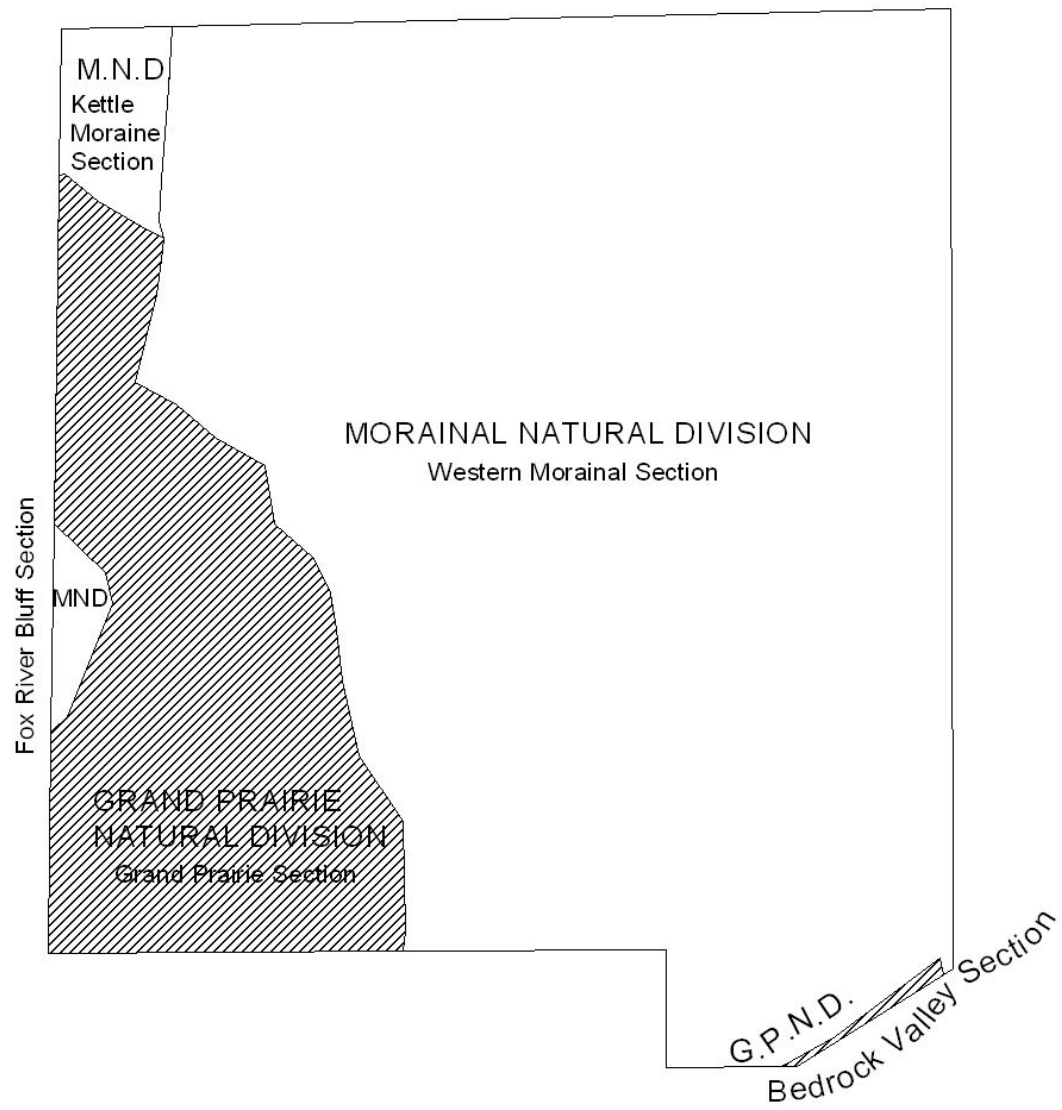 M.N.D
Kettle
Moraine
Section
MORAINAL NATURAL DIVISION
Western Morainal Section
Fox River Bluff Section
MND
GRAND PRAIRIE
NATURAL DIVISION
Grand Prairie Section
G.P.N.D.
Bedrock Valley Section